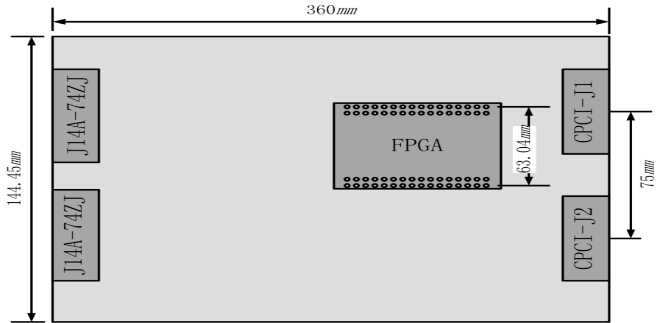 360mm
J14A-74ZJ
J14A-74ZJ
144.45mm
FPGA
63.04mm
CPCI-J1
CPCI-J2
75mm